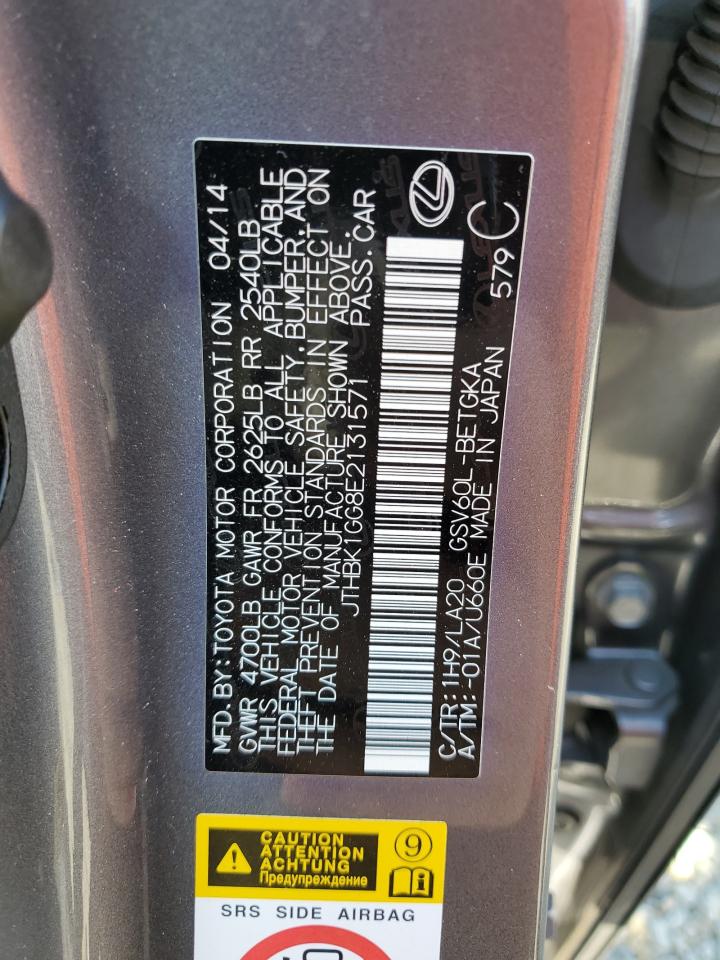 MFD. BY: TOYOTA MOTOR CORPORATION 04/14
GVWR 4700LB GAWR FR 2625LB RR 2540LB
THIS VEHICLE CONFORMS TO ALL APPLICABLE
FEDERAL MOTOR VEHICLE SAFETY, BUMPER, AND
THEFT PREVENTION STANDARDS IN EFFECT ON
THE DATE OF MANUFACTURE SHOWN ABOVE.
JTHBK1GG8E2131571 PASS. CAR
C/TR: 1H9/LA20 GSV60L-BETGKA
A/TM: -01A/U660E MADE IN JAPAN 579 C
CAUTION
ATTENTION
ACHTUNG
Предупреждение
9
i
SRS SIDE AIRBAG